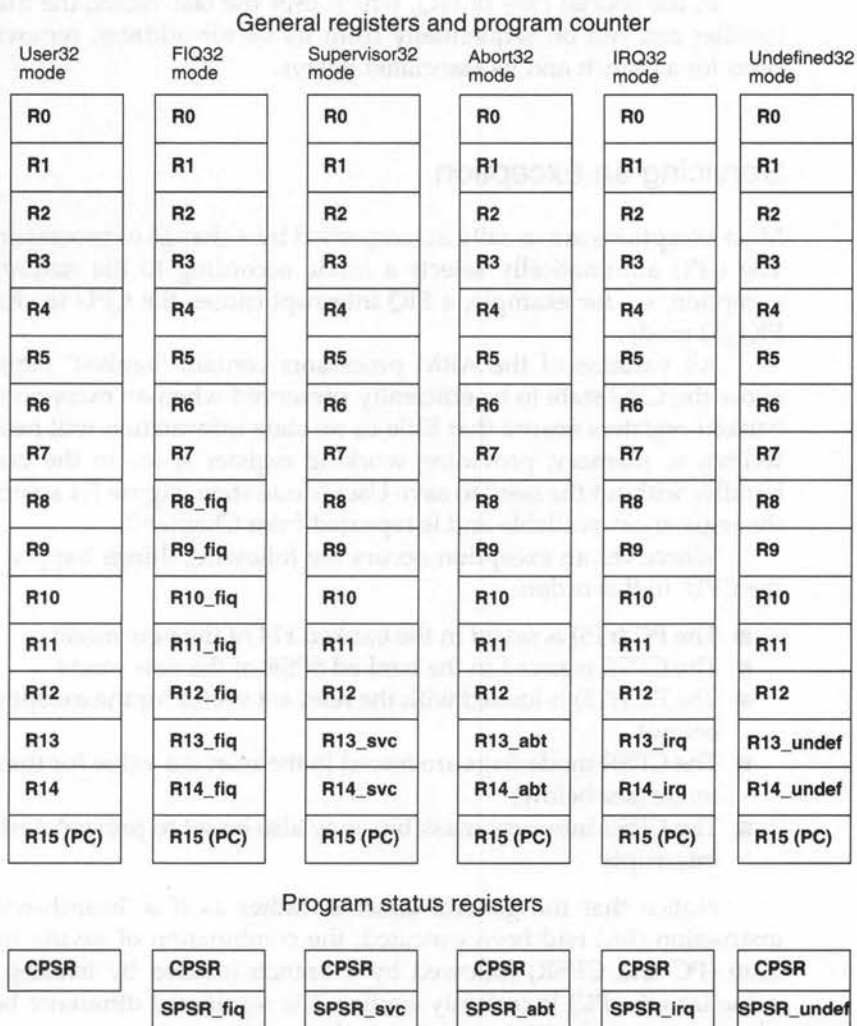 General registers and program counter
User32 mode FIQ32 mode Supervisor32 mode Abort32 mode IRQ32 mode Undefined32 mode
R0 R0 R0 R0 R0 R0
R1 R1 R1 R1 R1 R1
R2 R2 R2 R2 R2 R2
R3 R3 R3 R3 R3 R3
R4 R4 R4 R4 R4 R4
R5 R5 R5 R5 R5 R5
R6 R6 R6 R6 R6 R6
R7 R7 R7 R7 R7 R7
R8 R8_fiq R8 R8 R8 R8
R9 R9_fiq R9 R9 R9 R9
R10 R10_fiq R10 R10 R10 R10
R11 R11_fiq R11 R11 R11 R11
R12 R12_fiq R12 R12 R12 R12
R13 R13_fiq R13_svc R13_abt R13_irq R13_undef
R14 R14_fiq R14_svc R14_abt R14_irq R14_undef
R15 (PC) R15 (PC) R15 (PC) R15 (PC) R15 (PC) R15 (PC)
Program status registers
CPSR CPSR CPSR CPSR CPSR CPSR
SPSR_fiq SPSR_svc SPSR_abt SPSR_irq SPSR_undef